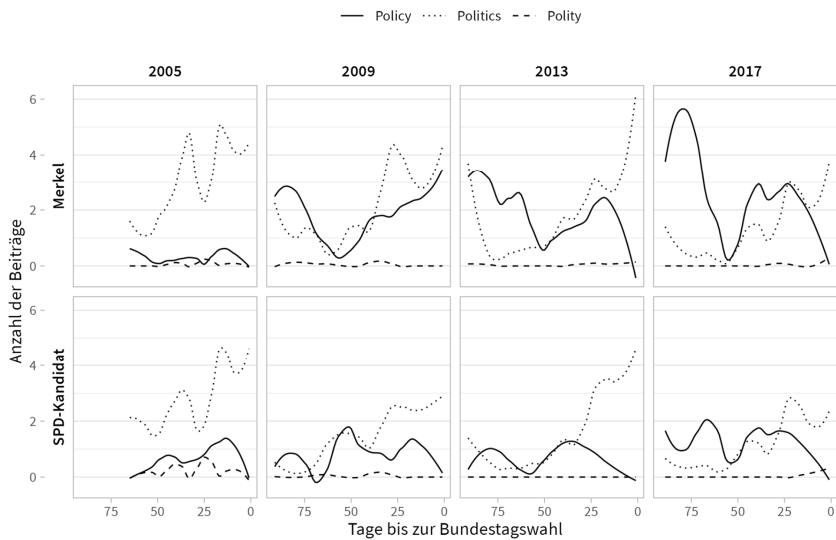 Policy Politics Polity
2005 2009 2013 2017
Anzahl der Beiträge
Merkel
6
4
2
0
SPD-Kandidat
6
4
2
0
75 50 25 0 75 50 25 0 75 50 25 0 75 50 25 0
Tage bis zur Bundestagswahl